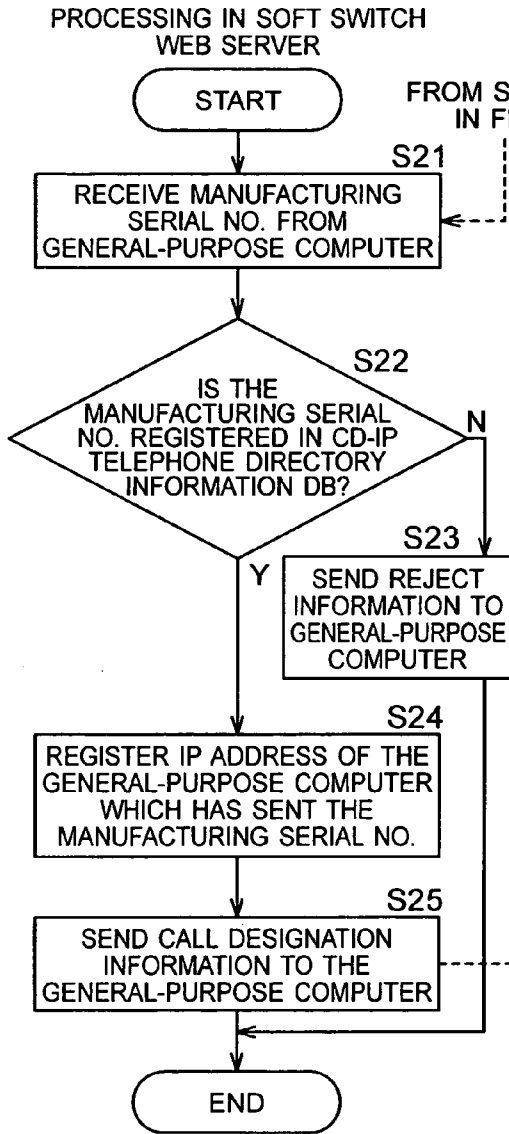 PROCESSING IN SOFT SWITCH
WEB SERVER
START
FROM S
IN F
S21
RECEIVE MANUFACTURING
SERIAL NO. FROM
GENERAL-PURPOSE COMPUTER
S22
IS THE
MANUFACTURING SERIAL
NO. REGISTERED IN CD-IP
TELEPHONE DIRECTORY
INFORMATION DB?
N
Y
S23
SEND REJECT
INFORMATION TO
GENERAL-PURPOSE
COMPUTER
S24
REGISTER IP ADDRESS OF THE
GENERAL-PURPOSE COMPUTER
WHICH HAS SENT THE
MANUFACTURING SERIAL NO.
S25
SEND CALL DESIGNATION
INFORMATION TO THE
GENERAL-PURPOSE COMPUTER
END